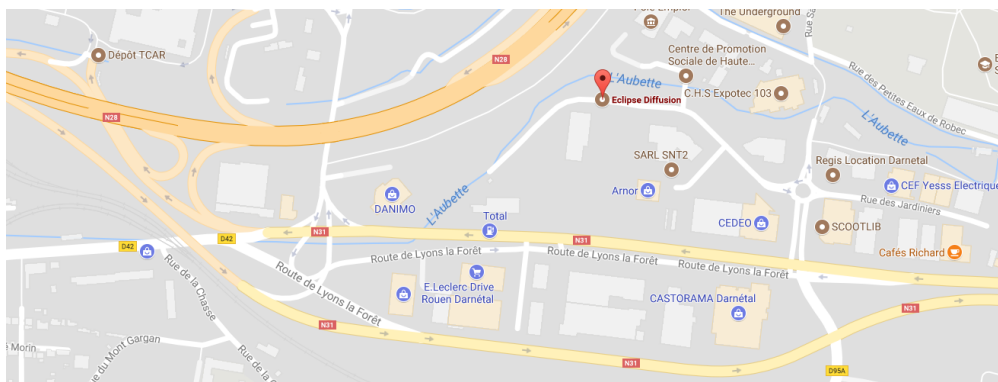 Pôle Emploi
The Underground
Dépôt TCAR
N28
Centre de Promotion
Sociale de Haute...
L'Aubette
Rue des Petites Eaux de Robec
C.H.S Expotec 103
Eclipse Diffusion
N28
L'Aubette
SARL SNT2
Regis Location Darnetal
Arnor
CEF Yesss Electrique
DANIMO
L'Aubette
Rue des Jardiniers
Total
CEDEO
SCOOTLIB
D42
D42
N31
N31
Cafés Richard
Route de Lyons la Forêt
Route de Lyons la Forêt
Route de Lyons la Forêt
Route de Lyons la Forêt
Rue de la Chasse
E.Leclerc Drive
Rouen Darnétal
CASTORAMA Darnétal
N31
Morin
Rue du Mont Gargan
Rue de la
N31
N31
D95A